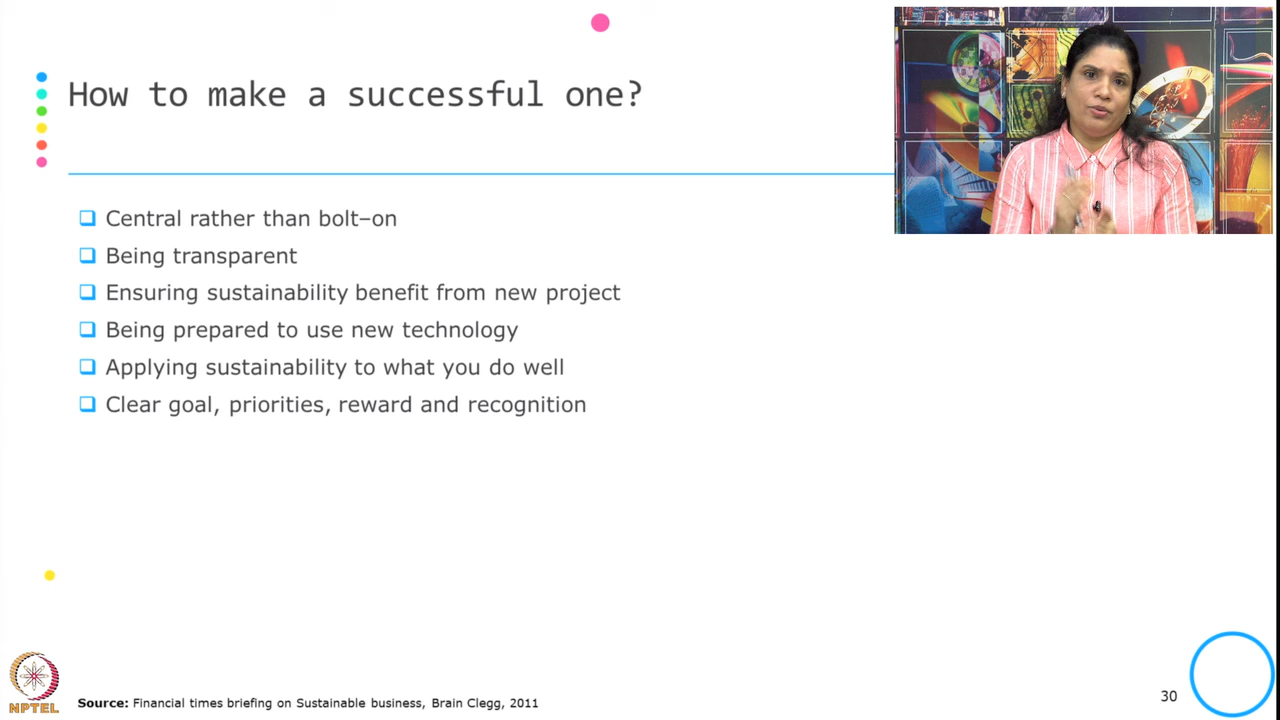 How to make a successful one?
Central rather than bolt–on
Being transparent
Ensuring sustainability benefit from new project
Being prepared to use new technology
Applying sustainability to what you do well
Clear goal, priorities, reward and recognition
NPTEL
Source: Financial times briefing on Sustainable business, Brain Clegg, 2011
30